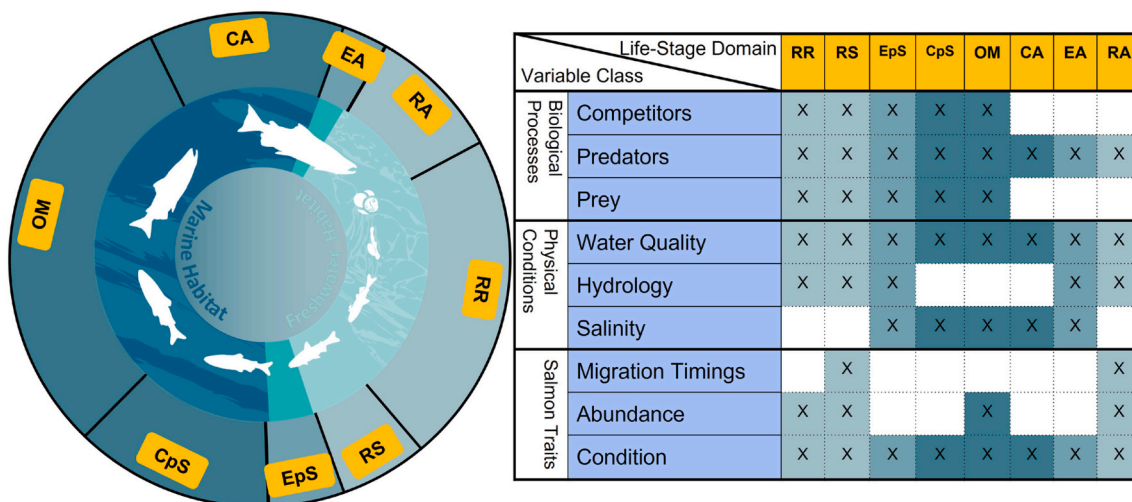 CA
EA
RA
OM
RR
CpS
EpS
RS
Marine Habitat
Freshwater Habitat
Life-Stage Domain
Variable Class
RR RS EpS CpS OM CA EA RA
Biological
Processes
Competitors X X X X X
Predators X X X X X X X X
Prey X X X X X
Physical
Conditions
Water Quality X X X X X X X X
Hydrology X X X X X
Salinity X X X X X
Salmon Traits
Migration Timings X X
Abundance X X X X
Condition X X X X X X X X